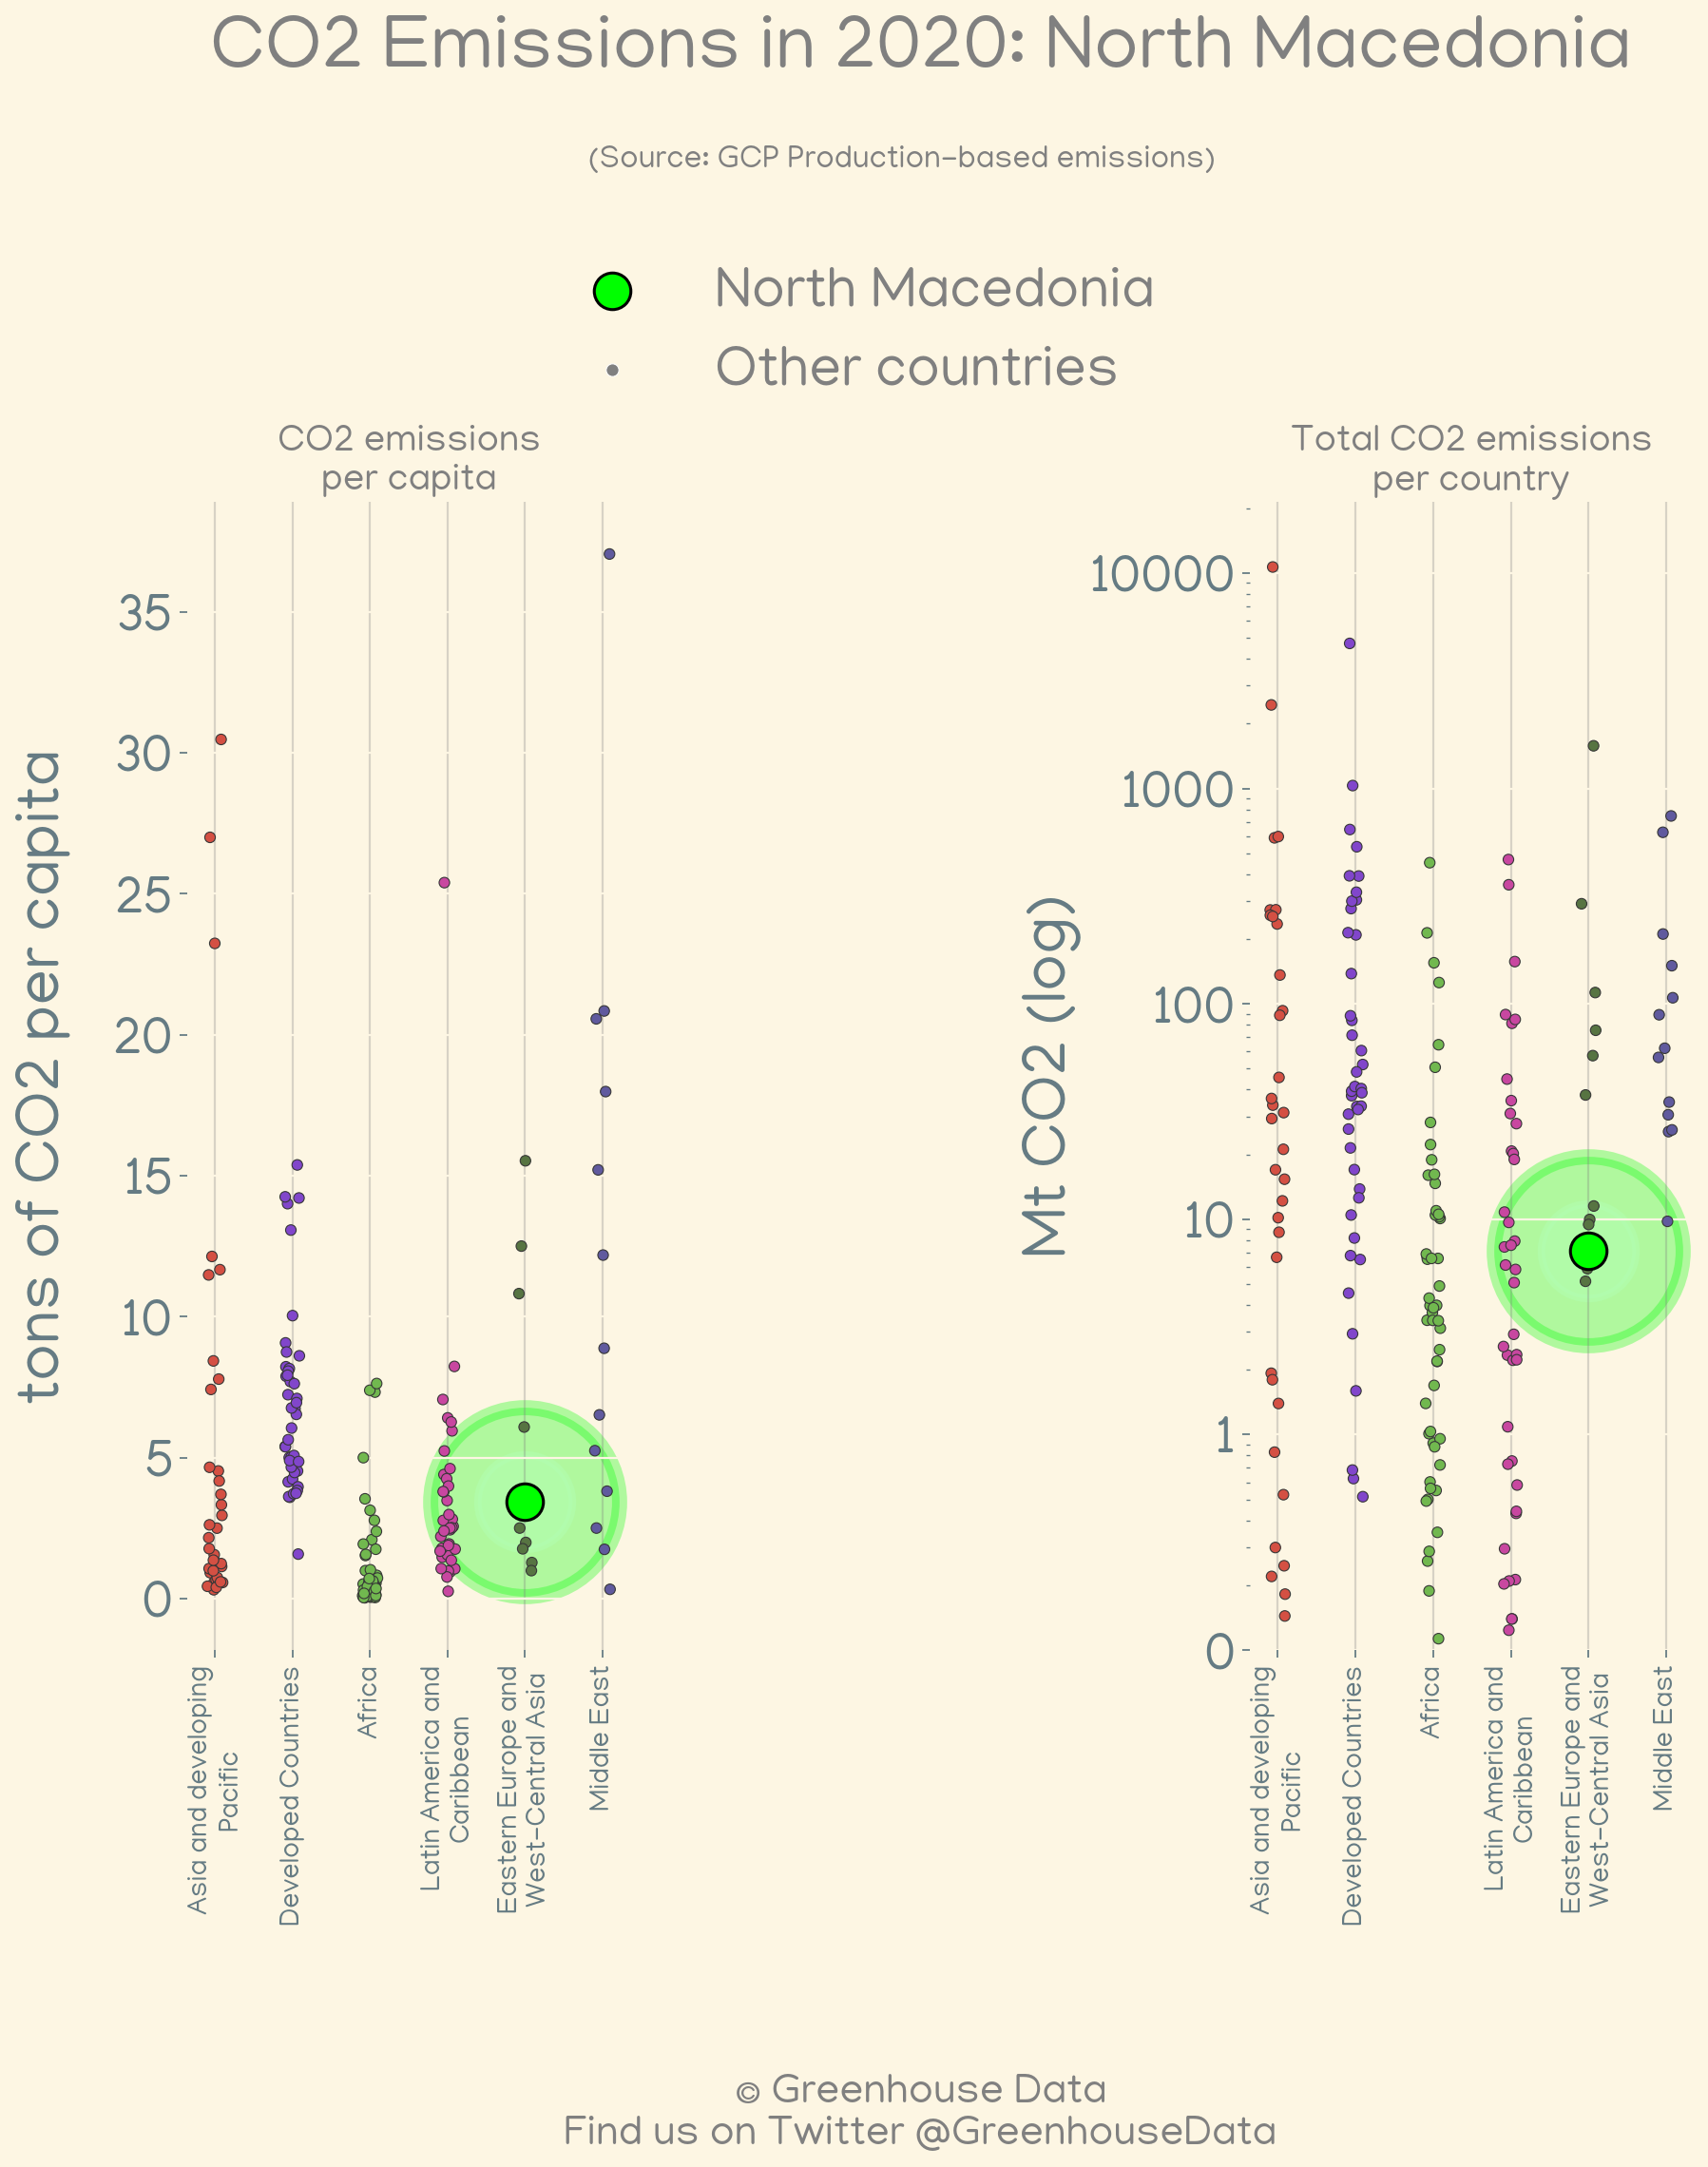 CO2 Emissions in 2020: North Macedonia
(Source: GCP Production-based emissions)
North Macedonia
Other countries
CO2 emissions
per capita
tons of CO2 per capita
35
30
25
20
15
10
5
0
Asia and developing
Pacific
Developed Countries
Africa
Latin America and
Caribbean
Eastern Europe and
West-Central Asia
Middle East
Total CO2 emissions
per country
Mt CO2 (log)
10000
1000
100
10
1
0
Asia and developing
Pacific
Developed Countries
Africa
Latin America and
Caribbean
Eastern Europe and
West-Central Asia
Middle East
© Greenhouse Data
Find us on Twitter @GreenhouseData